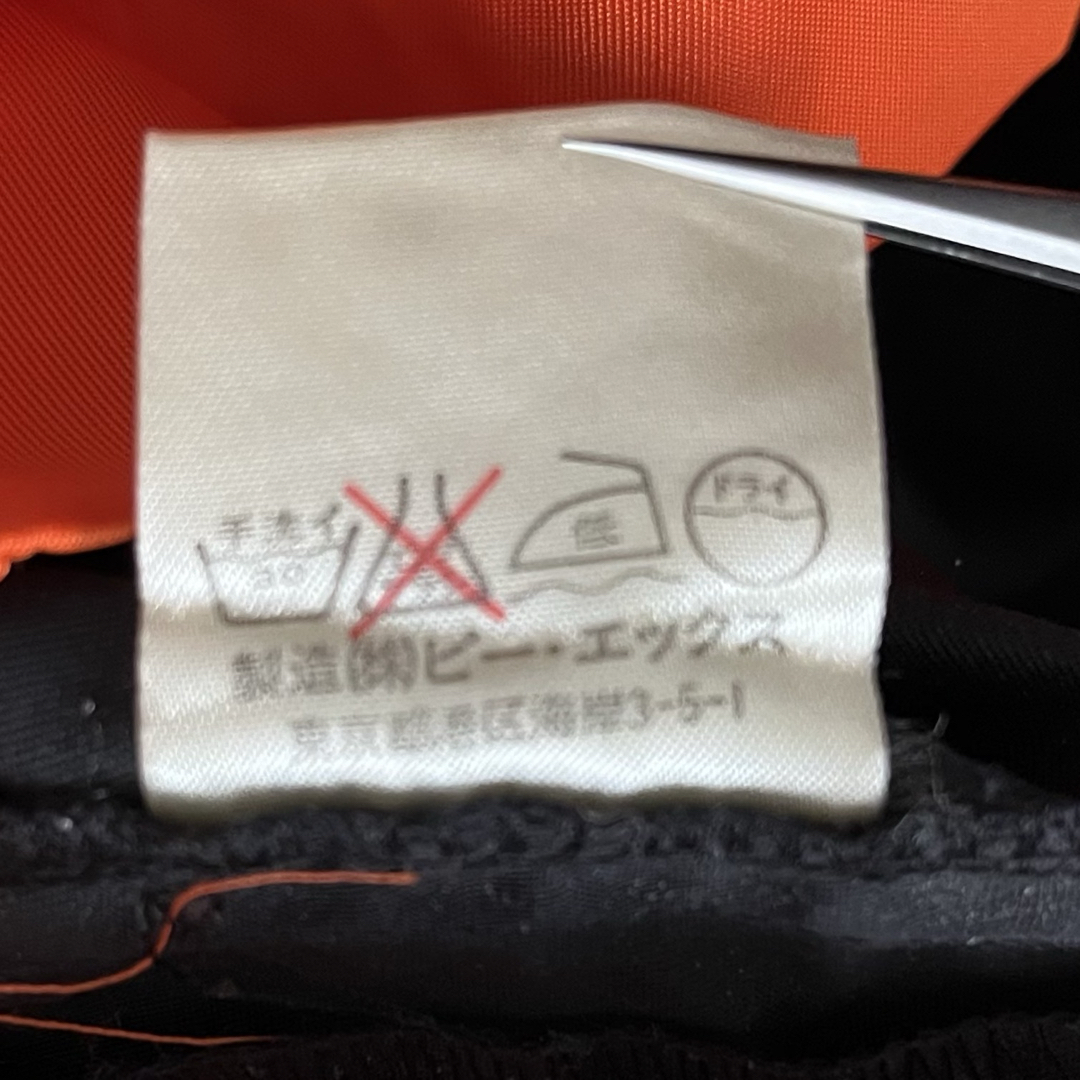 手洗イ 30 低 ドライ
製造(株)ビー・エックス
東京都港区海岸3-5-1